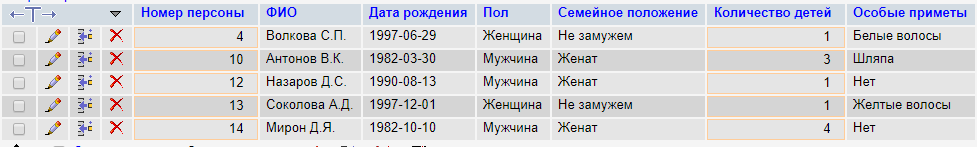 Номер персоны ФИО Дата рождения Пол Семейное положение Количество детей Особые приметы
4 Волкова С.П. 1997-06-29 Женщина Не замужем 1 Белые волосы
10 Антонов В.К. 1982-03-30 Мужчина Женат 3 Шляпа
12 Назаров Д.С. 1990-08-13 Мужчина Женат 1 Нет
13 Соколова А.Д. 1997-12-01 Женщина Не замужем 1 Желтые волосы
14 Мирон Д.Я. 1982-10-10 Мужчина Женат 4 Нет